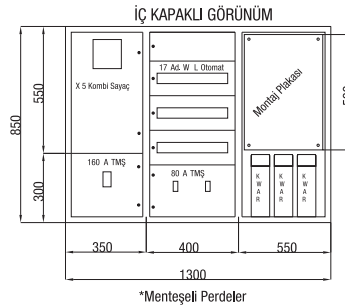 İÇ KAPAKLI GÖRÜNÜM
850
550
300
X 5 Kombi Sayaç
160 A TMŞ
17 Ad. W L Otomat
80 A TMŞ
Montaj Plakası
KWAR
KWAR
KWAR
350
400
550
1300
*Menteşeli Perdeler